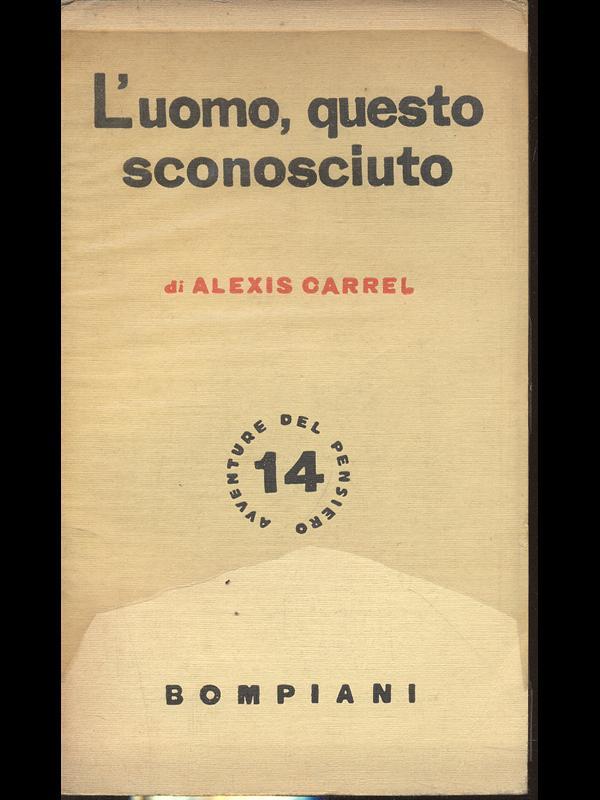 L'uomo, questo
sconosciuto
di ALEXIS CARREL
AVVENTURE DEL PENSIERO
14
BOMPIANI